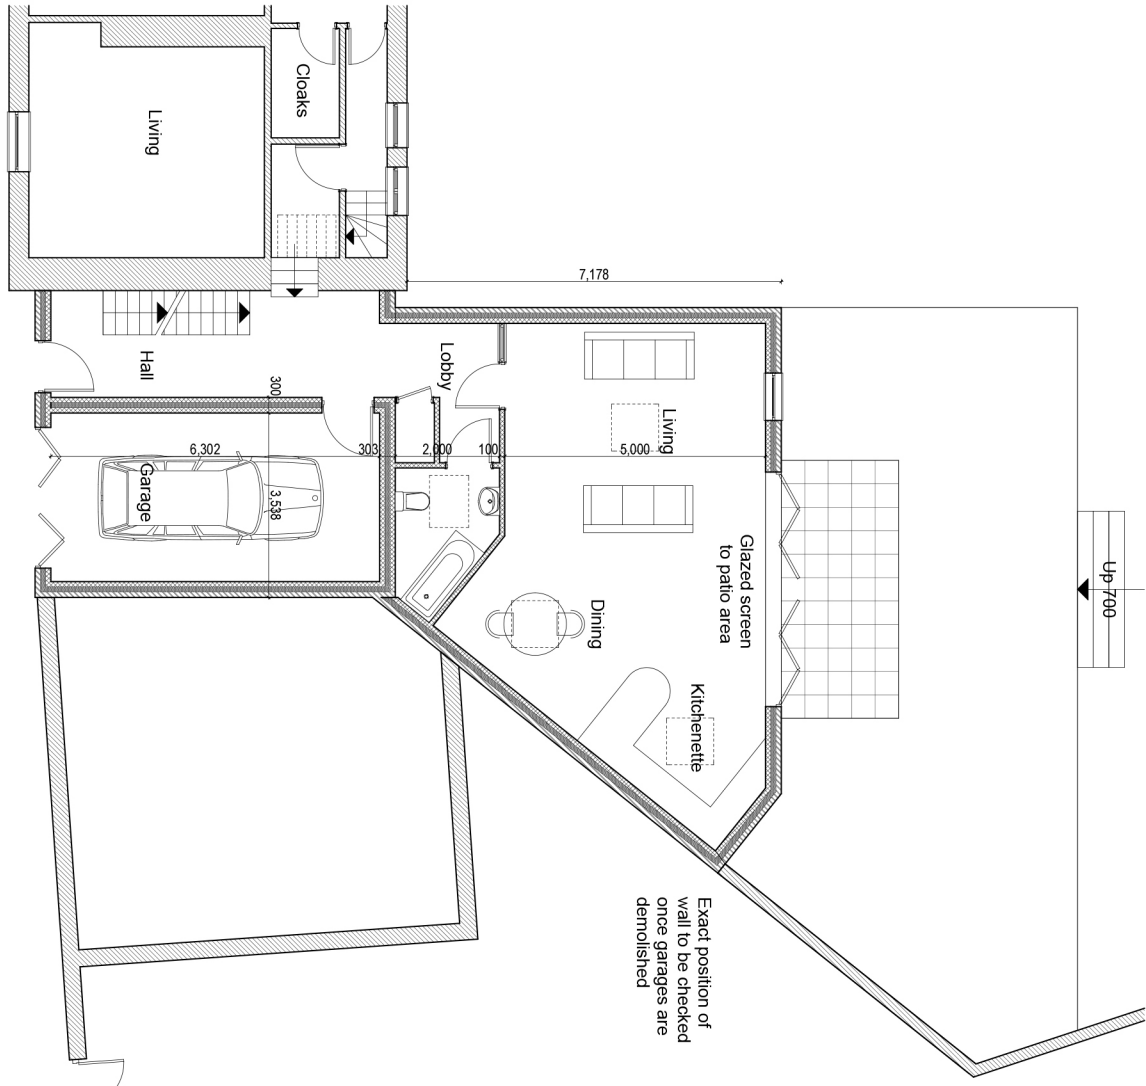 Cloaks
Living
7,178
Hall
Lobby
300
Living
6,302
303
2,000
100
5,000
Garage
3,538
Glazed screen
to patio area
Up 700
Dining
Kitchenette
Exact position of
wall to be checked
once garages are
demolished